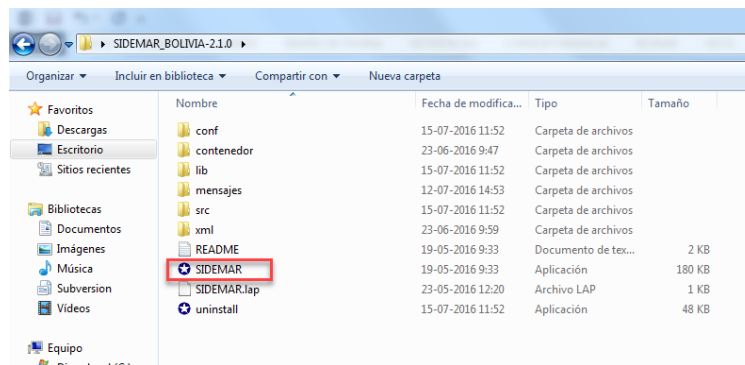 SIDEMAR_BOLIVIA-2.1.0
Organizar Incluir en biblioteca Compartir con Nueva carpeta
Favoritos
Descargas
Escritorio
Sitios recientes
Bibliotecas
Documentos
Imágenes
Música
Subversion
Vídeos
Equipo
Nombre Fecha de modifica... Tipo Tamaño
conf 15-07-2016 11:52 Carpeta de archivos
contenedor 23-06-2016 9:47 Carpeta de archivos
lib 15-07-2016 11:52 Carpeta de archivos
mensajes 12-07-2016 14:53 Carpeta de archivos
src 15-07-2016 11:52 Carpeta de archivos
xml 23-06-2016 9:59 Carpeta de archivos
README 19-05-2016 9:33 Documento de tex... 2 KB
SIDEMAR 19-05-2016 9:33 Aplicación 180 KB
SIDEMAR.lap 23-05-2016 12:20 Archivo LAP 1 KB
uninstall 15-07-2016 11:52 Aplicación 48 KB